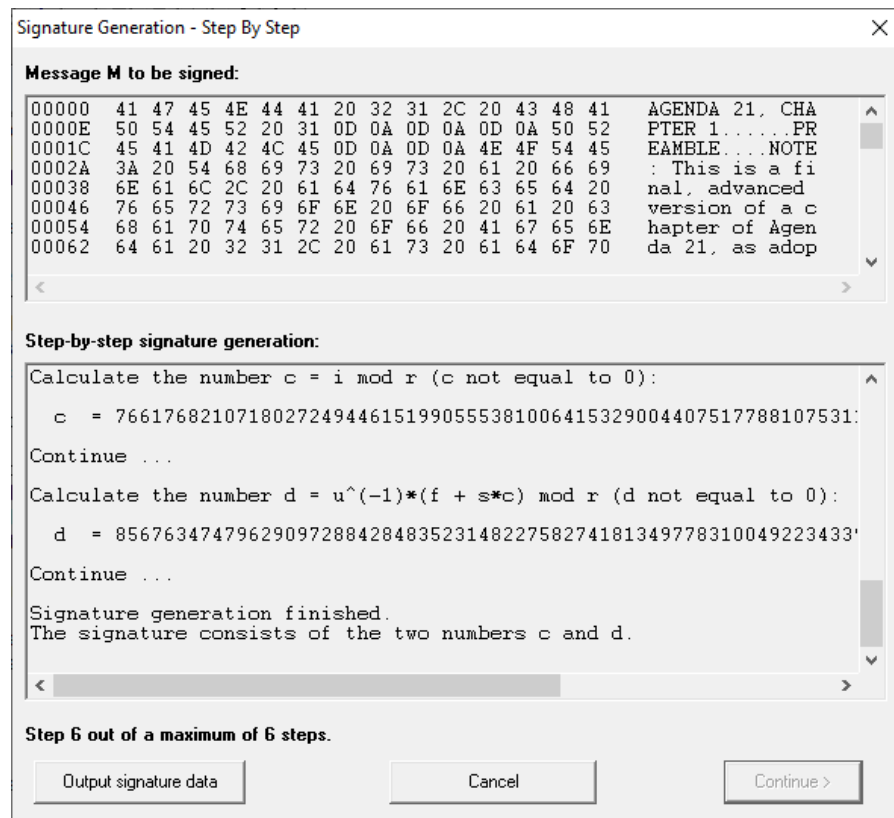 Signature Generation - Step By Step
Message M to be signed:
00000 41 47 45 4E 44 41 20 32 31 2C 20 43 48 41 AGENDA 21, CHA
0000E 50 54 45 52 20 31 0D 0A 0D 0A 0D 0A 50 52 PTER 1......PR
0001C 45 41 4D 42 4C 45 0D 0A 0D 0A 4E 4F 54 45 EAMBLE....NOTE
0002A 3A 20 54 68 69 73 20 69 73 20 61 20 66 69 : This is a fi
00038 6E 61 6C 2C 20 61 64 76 61 6E 63 65 64 20 nal, advanced
00046 76 65 72 73 69 6F 6E 20 6F 66 20 61 20 63 version of a c
00054 68 61 70 74 65 72 20 6F 66 20 41 67 65 6E hapter of Agen
00062 64 61 20 32 31 2C 20 61 73 20 61 64 6F 70 da 21, as adop
Step-by-step signature generation:
Calculate the number c = i mod r (c not equal to 0):
c = 7661768210718027249446151990555381006415329004407517788107531
Continue ...
Calculate the number d = u^(-1)*(f + s*c) mod r (d not equal to 0):
d = 8567634747962909728842848352314822758274181349778310049223433
Continue ...
Signature generation finished.
The signature consists of the two numbers c and d.
Step 6 out of a maximum of 6 steps.
Output signature data
Cancel
Continue >